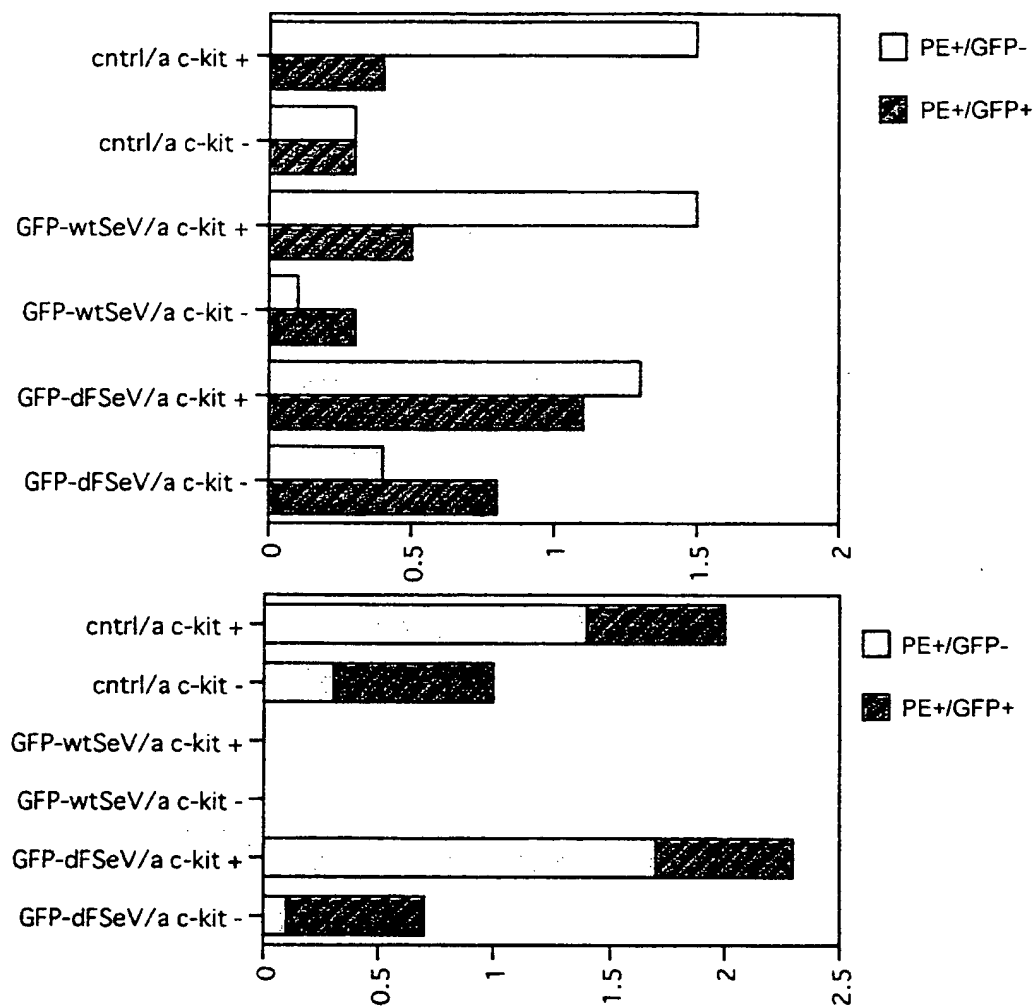 cntrl/a c-kit +
cntrl/a c-kit -
GFP-wtSeV/a c-kit +
GFP-wtSeV/a c-kit -
GFP-dFSeV/a c-kit +
GFP-dFSeV/a c-kit -
0 0.5 1 1.5 2
PE+/GFP-
PE+/GFP+
cntrl/a c-kit +
cntrl/a c-kit -
GFP-wtSeV/a c-kit +
GFP-wtSeV/a c-kit -
GFP-dFSeV/a c-kit +
GFP-dFSeV/a c-kit -
0 0.5 1 1.5 2 2.5
PE+/GFP-
PE+/GFP+